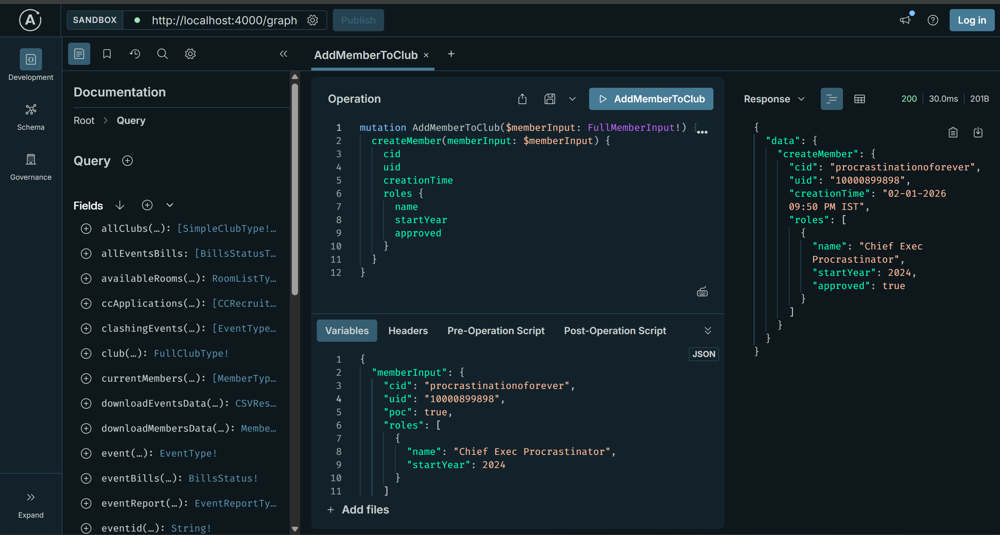 SANDBOX
http://localhost:4000/graph
Publish
Log in
Development
Schema
Governance
Expand
Documentation
Root > Query
Query
Fields
allClubs(…): [SimpleClubType!…
allEventsBills: [BillsStatusT…
availableRooms(…): RoomListTy…
ccApplications(…): [CCRecruit…
clashingEvents(…): [EventType…
club(…): FullClubType!
currentMembers(…): [MemberTyp…
downloadEventsData(…): CSVRes…
downloadMembersData(…): Membe…
event(…): EventType!
eventBills(…): BillsStatus!
eventReport(…): EventReportTy…
eventid(…): String!
AddMemberToClub
Operation
AddMemberToClub
1 mutation AddMemberToClub($memberInput: FullMemberInput!) {
2 createMember(memberInput: $memberInput) {
3 cid
4 uid
5 creationTime
6 roles {
7 name
8 startYear
9 approved
10 }
11 }
12 }
Variables Headers Pre-Operation Script Post-Operation Script
JSON
1 {
2 "memberInput": {
3 "cid": "procrastinationoforever",
4 "uid": "10000899898",
5 "poc": true,
6 "roles": [
7 {
8 "name": "Chief Exec Procrastinator",
9 "startYear": 2024
10 }
11 ]
+ Add files
Response
200 30.0ms 201B
{
"data": {
"createMember": {
"cid": "procrastinationoforever",
"uid": "10000899898",
"creationTime": "02-01-2026
09:50 PM IST",
"roles": [
{
"name": "Chief Exec
Procrastinator",
"startYear": 2024,
"approved": true
}
]
}
}
}